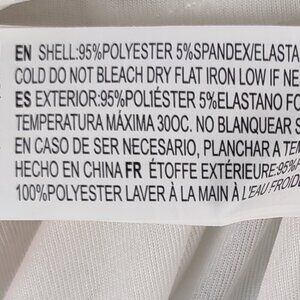 EN SHELL:95%POLYESTER 5%SPANDEX/ELASTA
COLD DO NOT BLEACH DRY FLAT IRON LOW IF NE
ES EXTERIOR:95%POLIÉSTER 5%ELASTANO FO
TEMPERATURA MÁXIMA 30OC. NO BLANQUEAR S
EN CASO DE SER NECESARIO, PLANCHAR A TEM
HECHO EN CHINA FR ÉTOFFE EXTÉRIEURE:95%P
100%POLYESTER LAVER À LA MAIN À L'EAU FROIDE